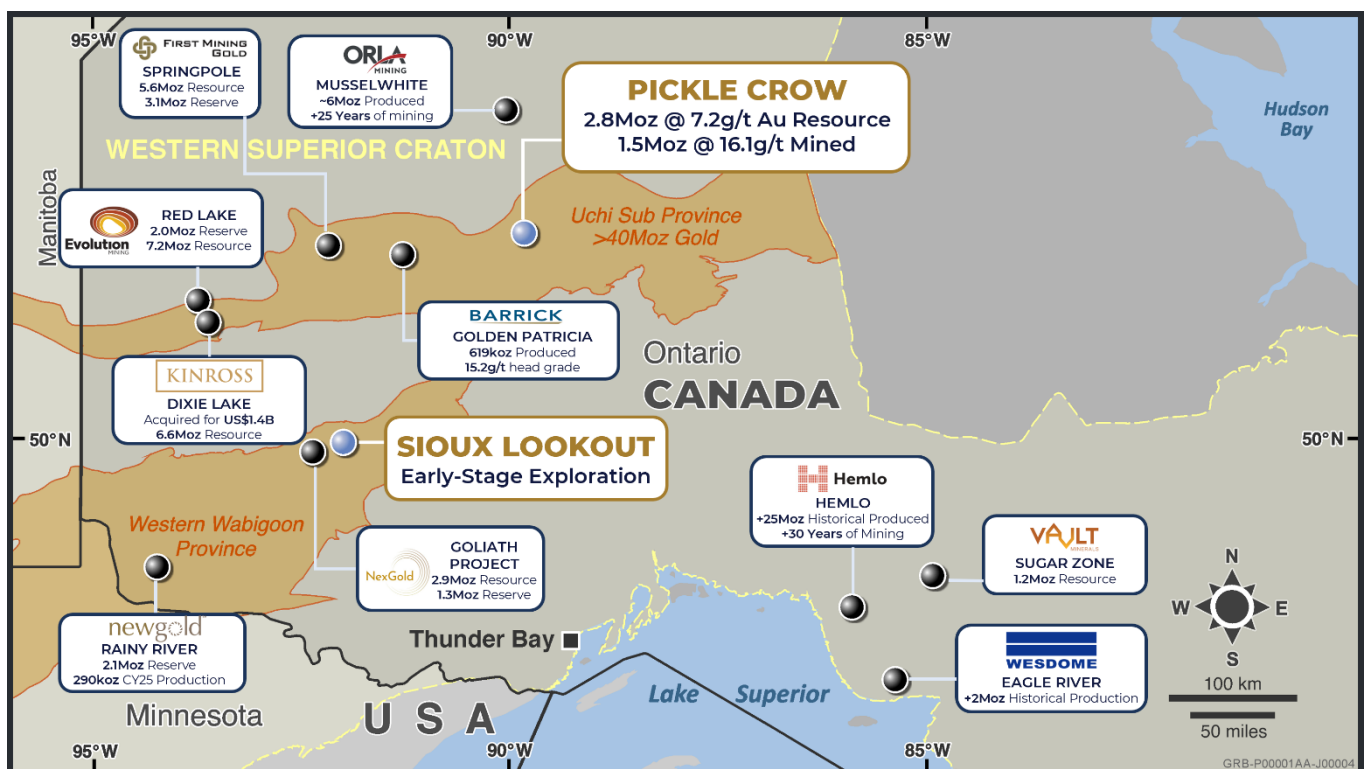 95°W
90°W
85°W
FIRST MINING
GOLD
SPRINGPOLE
5.6Moz Resource
3.1Moz Reserve
ORLA
MINING
MUSSELWHITE
~6Moz Produced
+25 Years of mining
PICKLE CROW
2.8Moz @ 7.2g/t Au Resource
1.5Moz @ 16.1g/t Mined
Hudson
Bay
WESTERN SUPERIOR CRATON
Manitoba
Evolution
MINING
RED LAKE
2.0Moz Reserve
7.2Moz Resource
Uchi Sub Province
>40Moz Gold
BARRICK
GOLDEN PATRICIA
619koz Produced
15.2g/t head grade
Ontario
CANADA
KINROSS
DIXIE LAKE
Acquired for US$1.4B
6.6Moz Resource
50°N
50°N
SIOUX LOOKOUT
Early-Stage Exploration
Hemlo
HEMLO
+25Moz Historical Produced
+30 Years of Mining
Western Wabigoon
Province
NexGold
GOLIATH
PROJECT
2.9Moz Resource
1.3Moz Reserve
VAULT
MINERALS
SUGAR ZONE
1.2Moz Resource
N
W
E
S
newgold
RAINY RIVER
2.1Moz Reserve
290koz CY25 Production
Thunder Bay
WESDOME
EAGLE RIVER
+2Moz Historical Production
100 km
50 miles
Lake Superior
Minnesota
USA
95°W
90°W
85°W
GRB-P00001AA-J00004